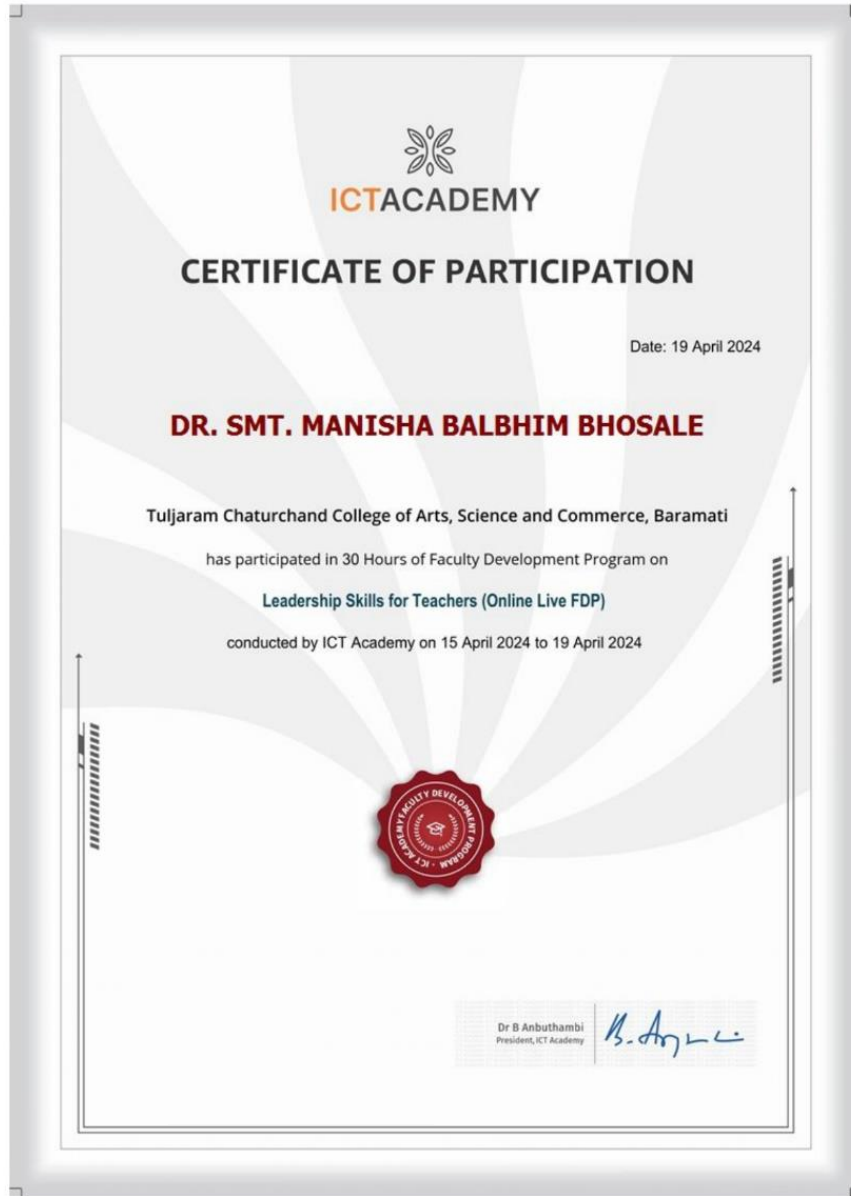 ICTACADEMY
CERTIFICATE OF PARTICIPATION
Date: 19 April 2024
DR. SMT. MANISHA BALBHIM BHOSALE
Tuljaram Chaturchand College of Arts, Science and Commerce, Baramati
has participated in 30 Hours of Faculty Development Program on
Leadership Skills for Teachers (Online Live FDP)
conducted by ICT Academy on 15 April 2024 to 19 April 2024
ICT ACADEMY FACULTY DEVELOPMENT PROGRAM
Dr B Anbuthambi
President, ICT Academy